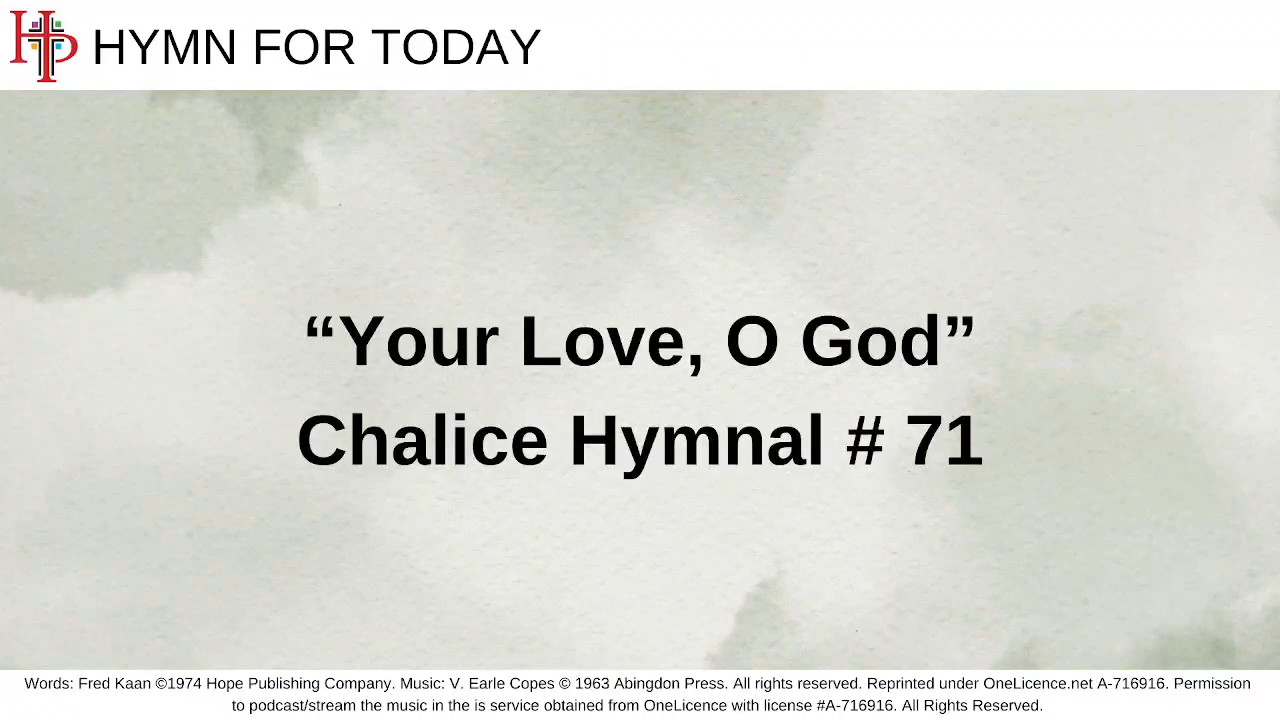 HP HYMN FOR TODAY
“Your Love, O God”
Chalice Hymnal # 71
Words: Fred Kaan ©1974 Hope Publishing Company. Music: V. Earle Copes © 1963 Abingdon Press. All rights reserved. Reprinted under OneLicence.net A-716916. Permission
to podcast/stream the music in the is service obtained from OneLicence with license #A-716916. All Rights Reserved.